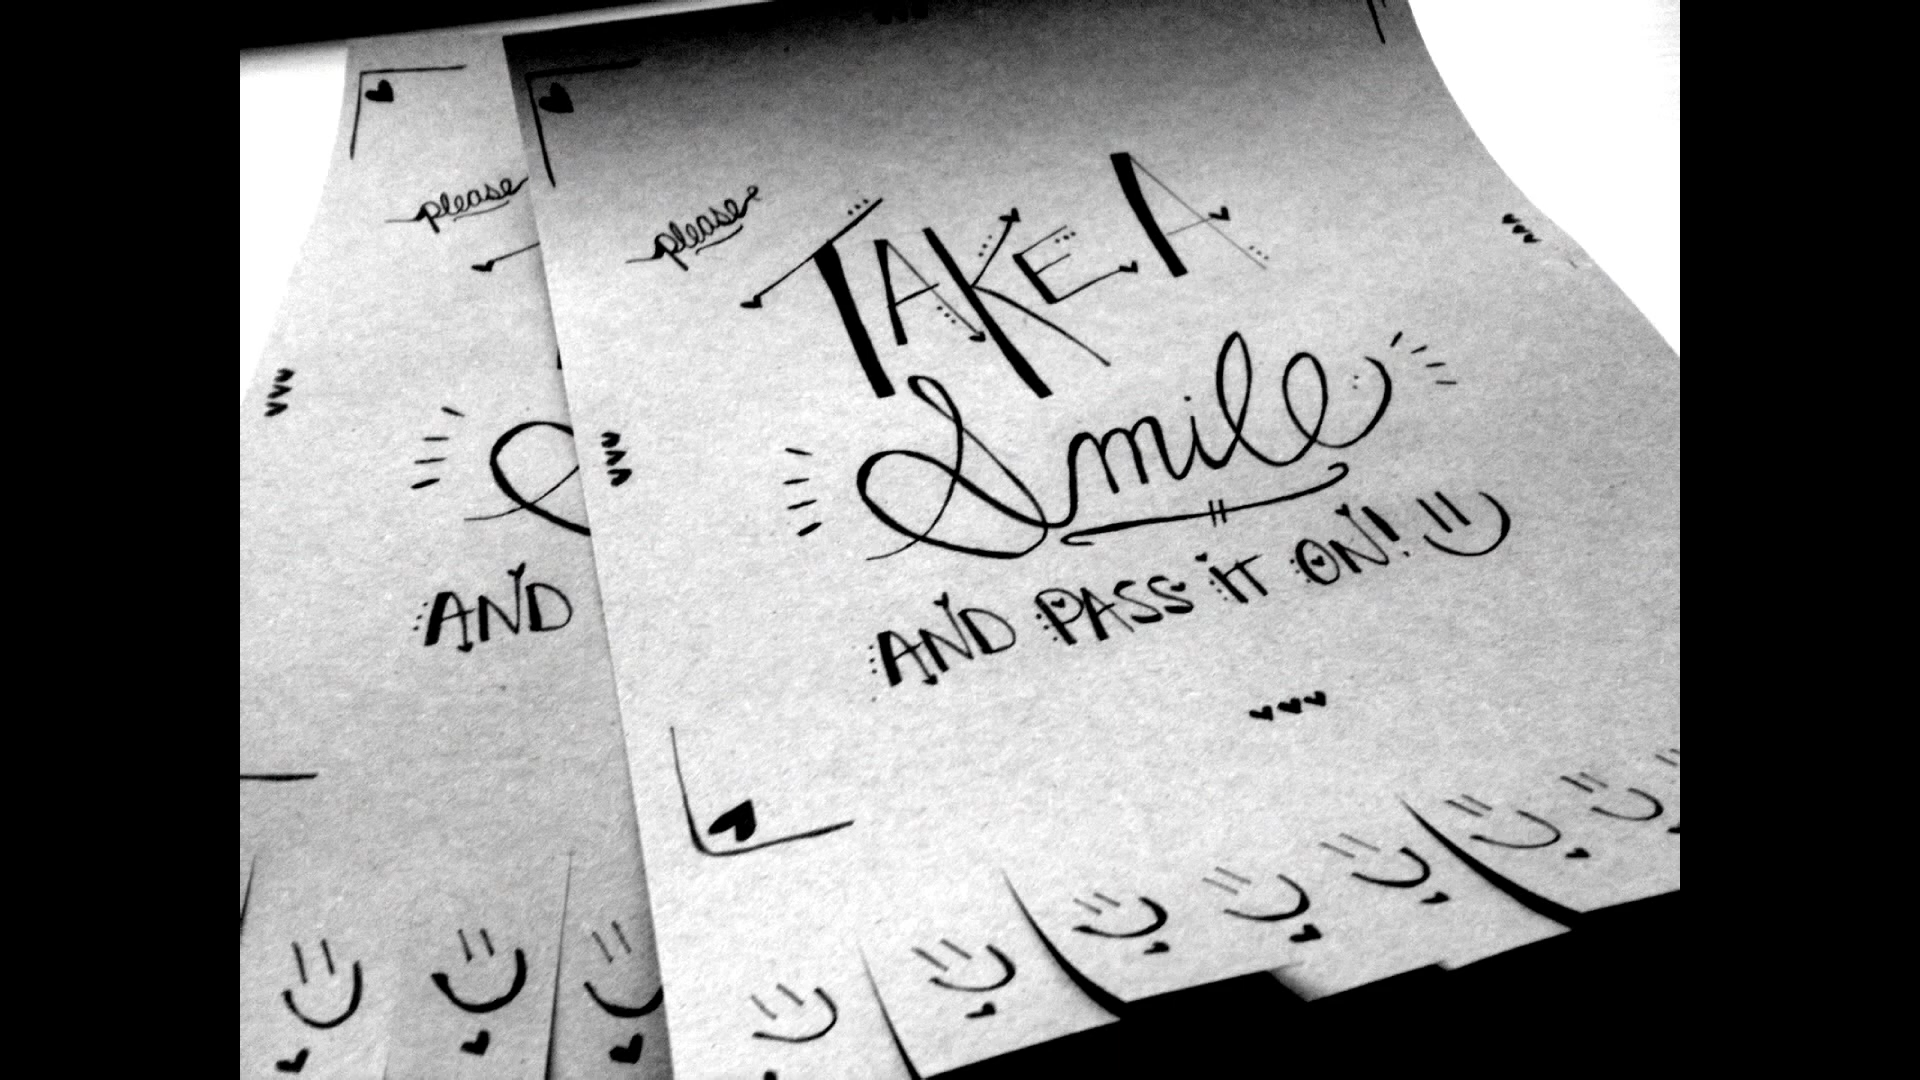 please
TAKE A
Smile
AND PASS iT ON!
please
AND